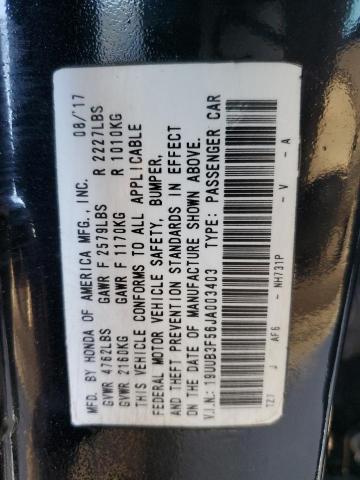 MFD. BY HONDA OF AMERICA MFG., INC. 08/17
GVWR 4762LBS GAWR F 2579LBS R 2227LBS
GVWR 2160KG GAWR F 1170KG R 1010KG
THIS VEHICLE CONFORMS TO ALL APPLICABLE
FEDERAL MOTOR VEHICLE SAFETY, BUMPER,
AND THEFT PREVENTION STANDARDS IN EFFECT
ON THE DATE OF MANUFACTURE SHOWN ABOVE.
V.I.N.: 19UUB3F56JA003403 TYPE: PASSENGER CAR
TZ7 J AF6 - NH731P - V - A